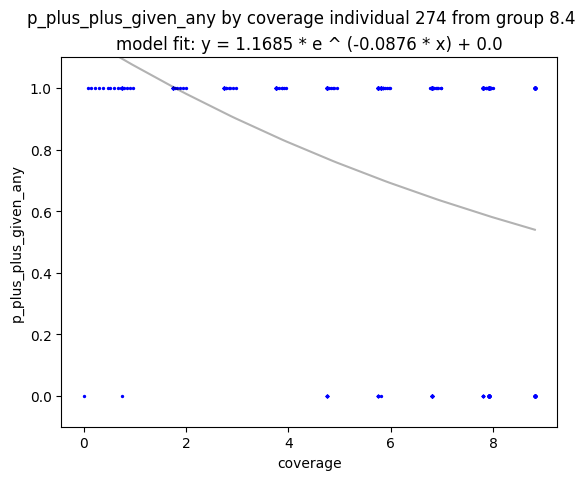 p_plus_plus_given_any by coverage individual 274 from group 8.4
model fit: y = 1.1685 * e ^ (-0.0876 * x) + 0.0
1.0
0.8
0.6
0.4
0.2
0.0
p_plus_plus_given_any
0 2 4 6 8
coverage